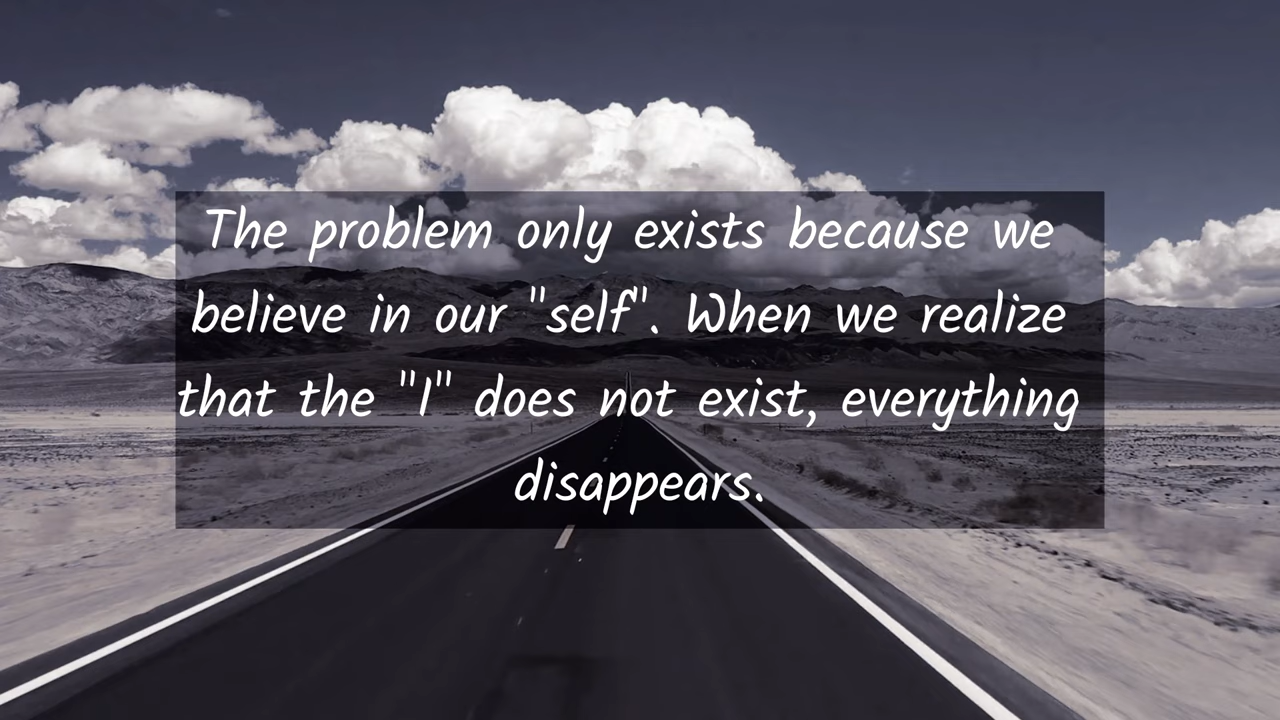 The problem only exists because we
believe in our "self". When we realize
that the "I" does not exist, everything
disappears.